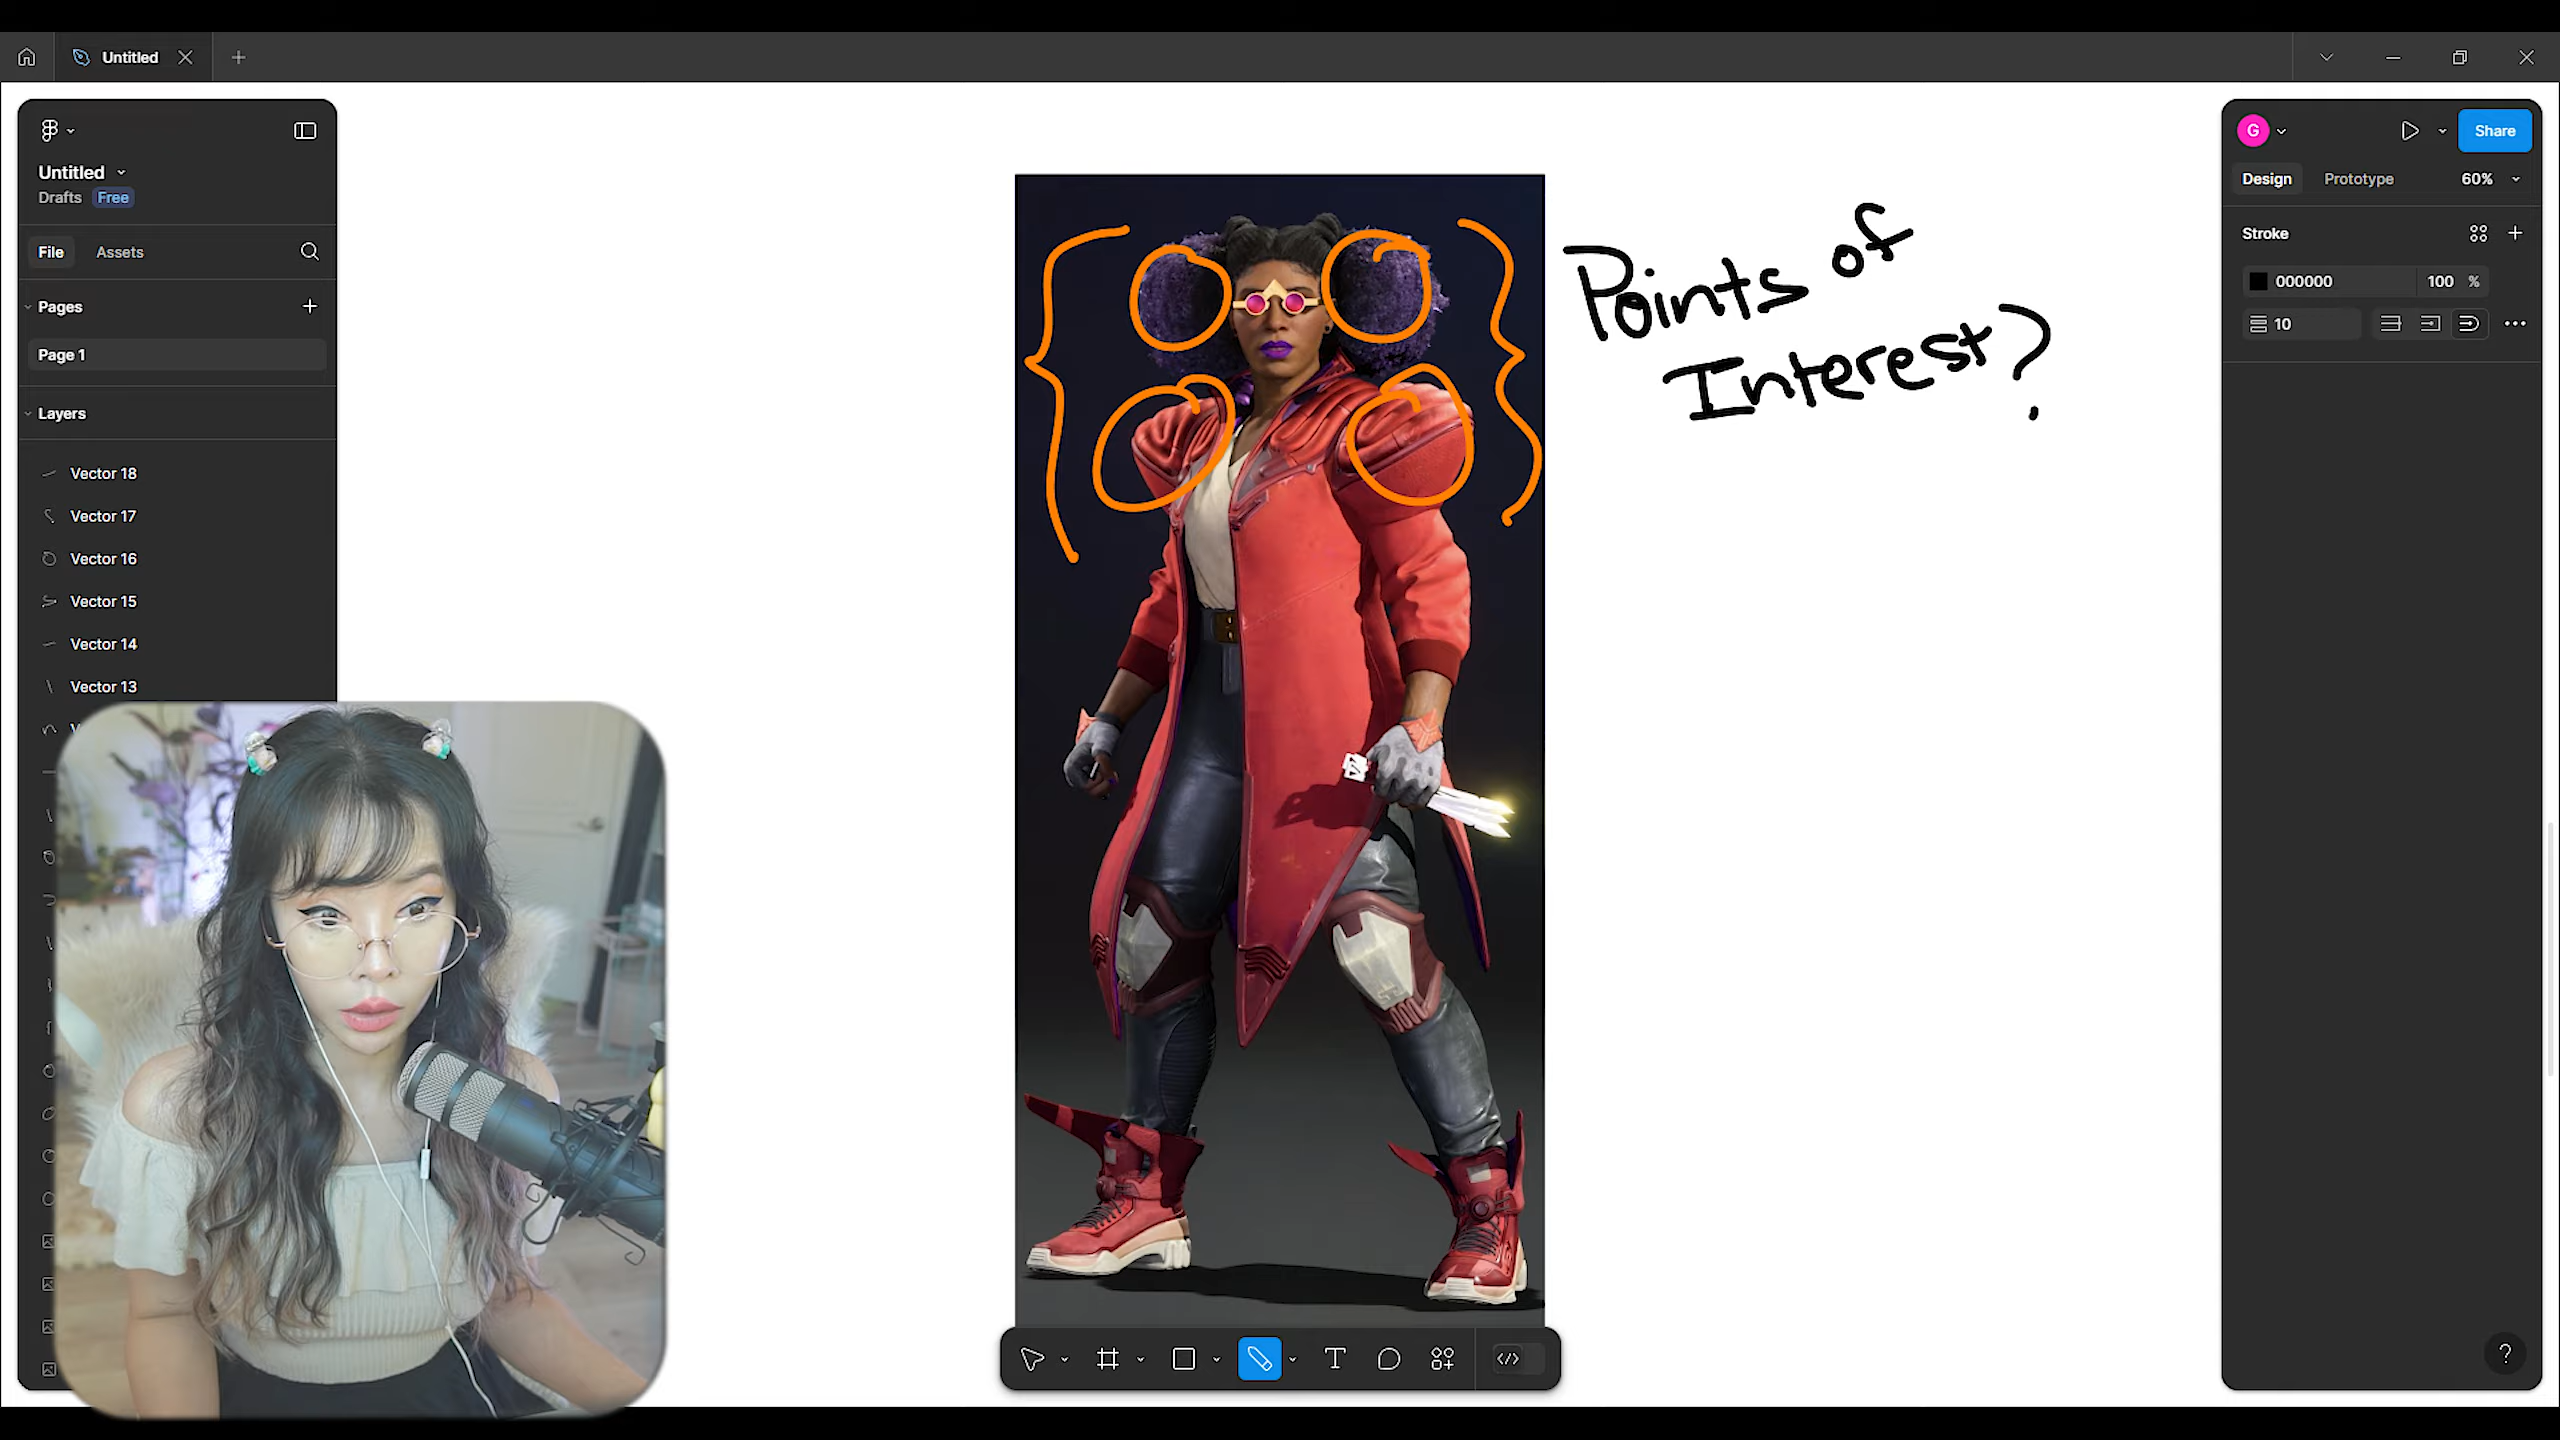 Untitled
Untitled
Drafts Free
File Assets
Pages
Page 1
Layers
Vector 18
Vector 17
Vector 16
Vector 15
Vector 14
Vector 13
Points of
Interest?
G Share
Design Prototype 60%
Stroke
000000 100 %
10
?